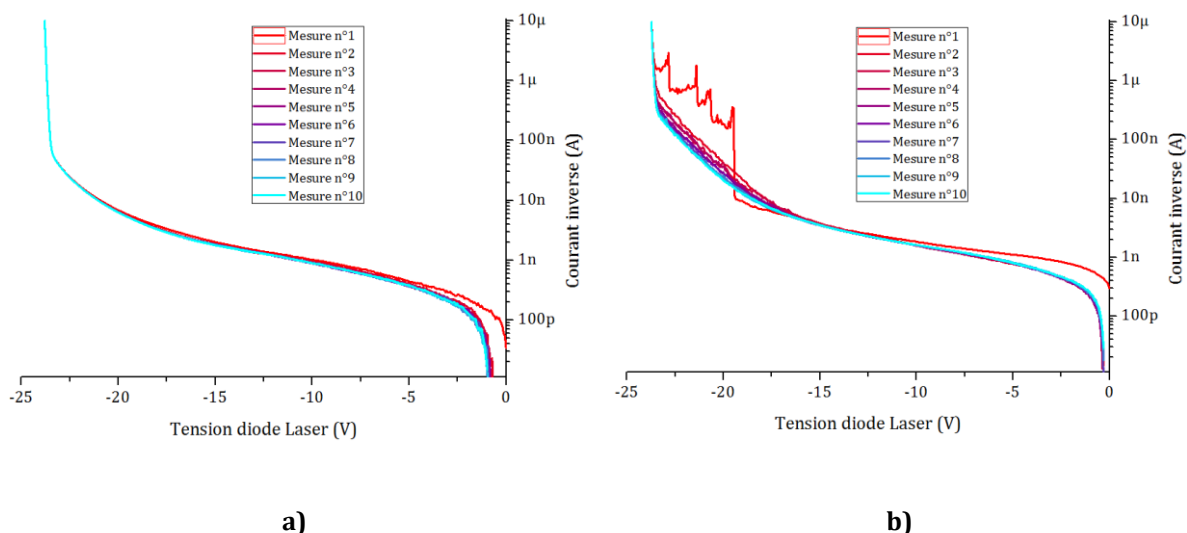 Mesure n°1
Mesure n°2
Mesure n°3
Mesure n°4
Mesure n°5
Mesure n°6
Mesure n°7
Mesure n°8
Mesure n°9
Mesure n°10
10µ
1µ
100n
10n
1n
100p
Courant inverse (A)
-25 -20 -15 -10 -5 0
Tension diode Laser (V)
a)
Mesure n°1
Mesure n°2
Mesure n°3
Mesure n°4
Mesure n°5
Mesure n°6
Mesure n°7
Mesure n°8
Mesure n°9
Mesure n°10
10µ
1µ
100n
10n
1n
100p
Courant inverse (A)
-25 -20 -15 -10 -5 0
Tension diode Laser (V)
b)